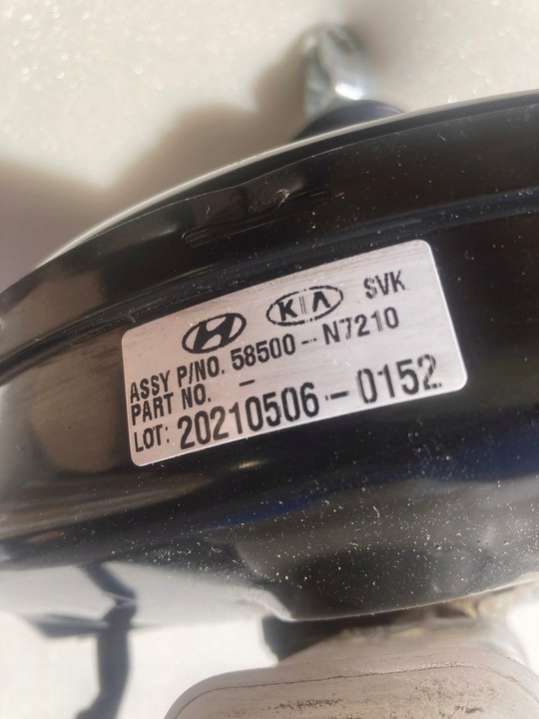 KIA SVK
ASSY P/NO. 58500-N7210
PART NO. -
LOT: 20210506-0152